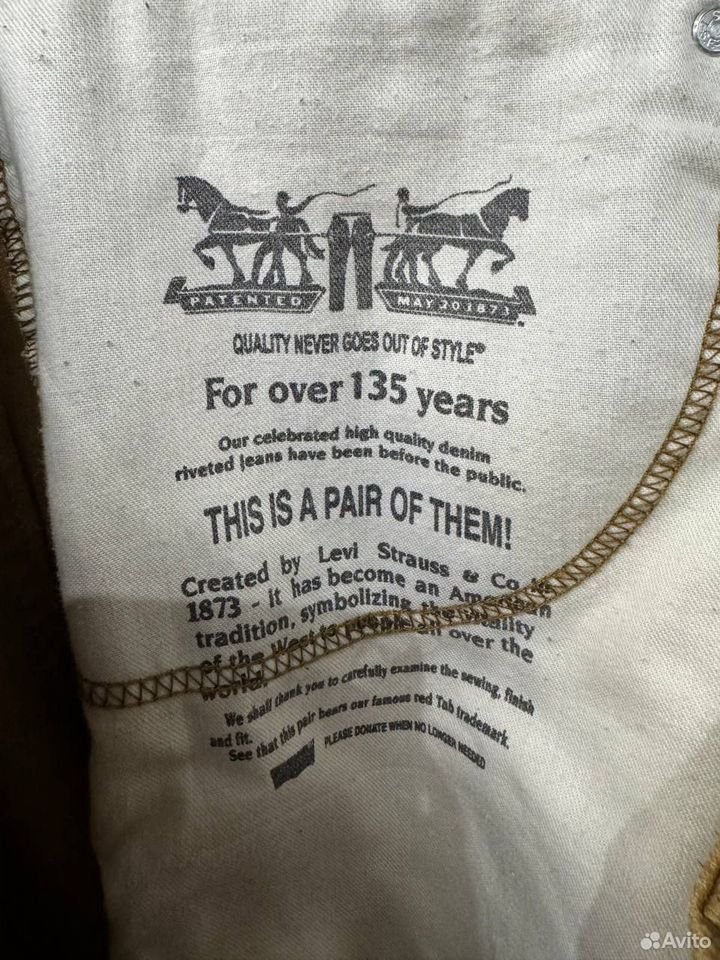 PATENTED MAY 20 1873
QUALITY NEVER GOES OUT OF STYLE®
For over 135 years
Our celebrated high quality denim
riveted jeans have been before the public.
THIS IS A PAIR OF THEM!
Created by Levi Strauss & Co in
1873 - it has become an American
tradition, symbolizing the vitality
of the West to people all over the
world.
We shall thank you to carefully examine the sewing, finish
and fit.
See that this pair bears our famous red Tab trademark.
PLEASE DONATE WHEN NO LONGER NEEDED
Avito